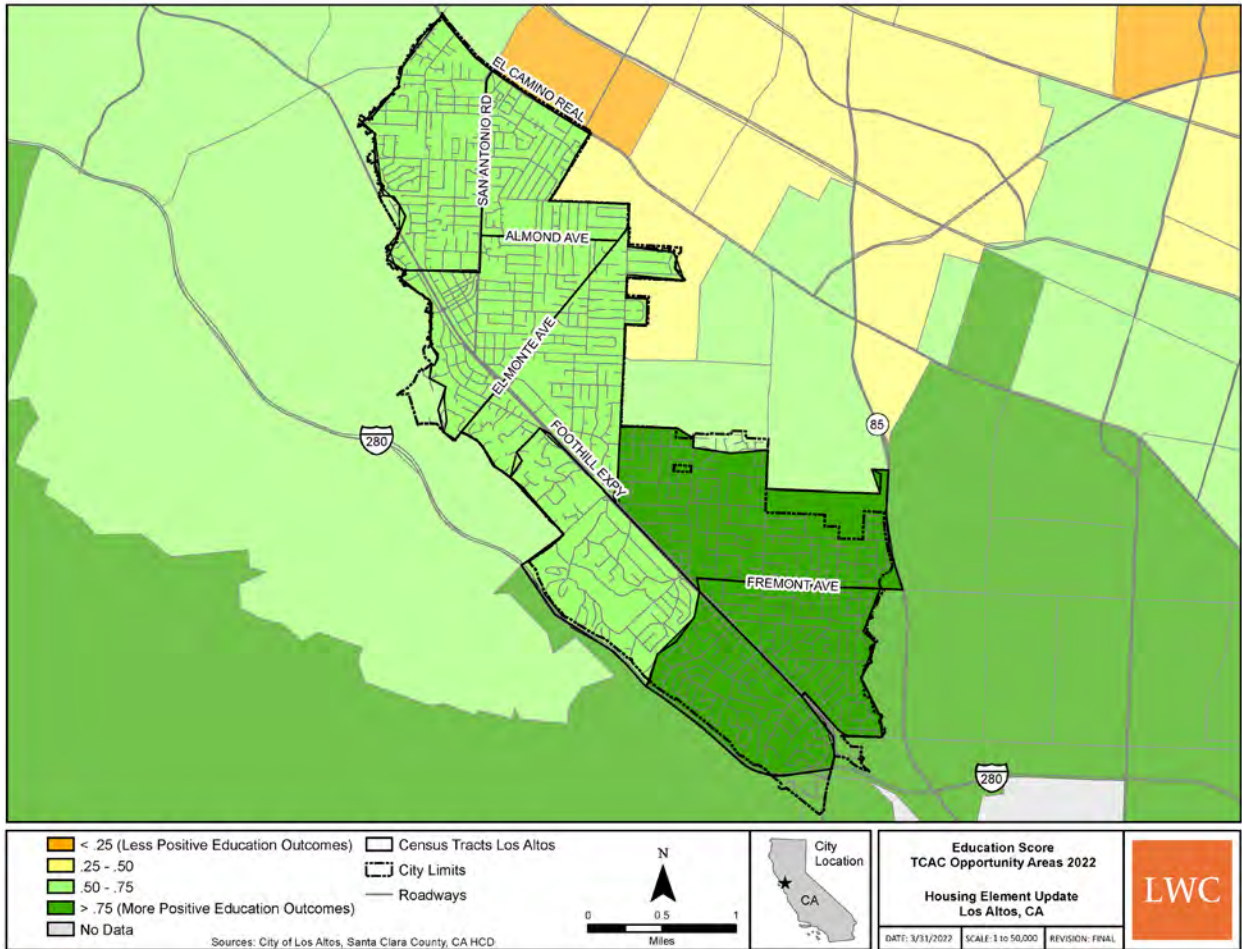 EL CAMINO REAL
SAN ANTONIO RD
ALMOND AVE
EL MONTE AVE
FOOTHILL EXPY
280
85
FREMONT AVE
280
< .25 (Less Positive Education Outcomes)
.25 - .50
.50 - .75
> .75 (More Positive Education Outcomes)
No Data
Census Tracts Los Altos
City Limits
Roadways
Sources: City of Los Altos, Santa Clara County, CA HCD
N
0 0.5 1
Miles
City
Location
CA
Education Score
TCAC Opportunity Areas 2022
Housing Element Update
Los Altos, CA
DATE: 3/31/2022 SCALE: 1 to 50,000 REVISION: FINAL
LWC